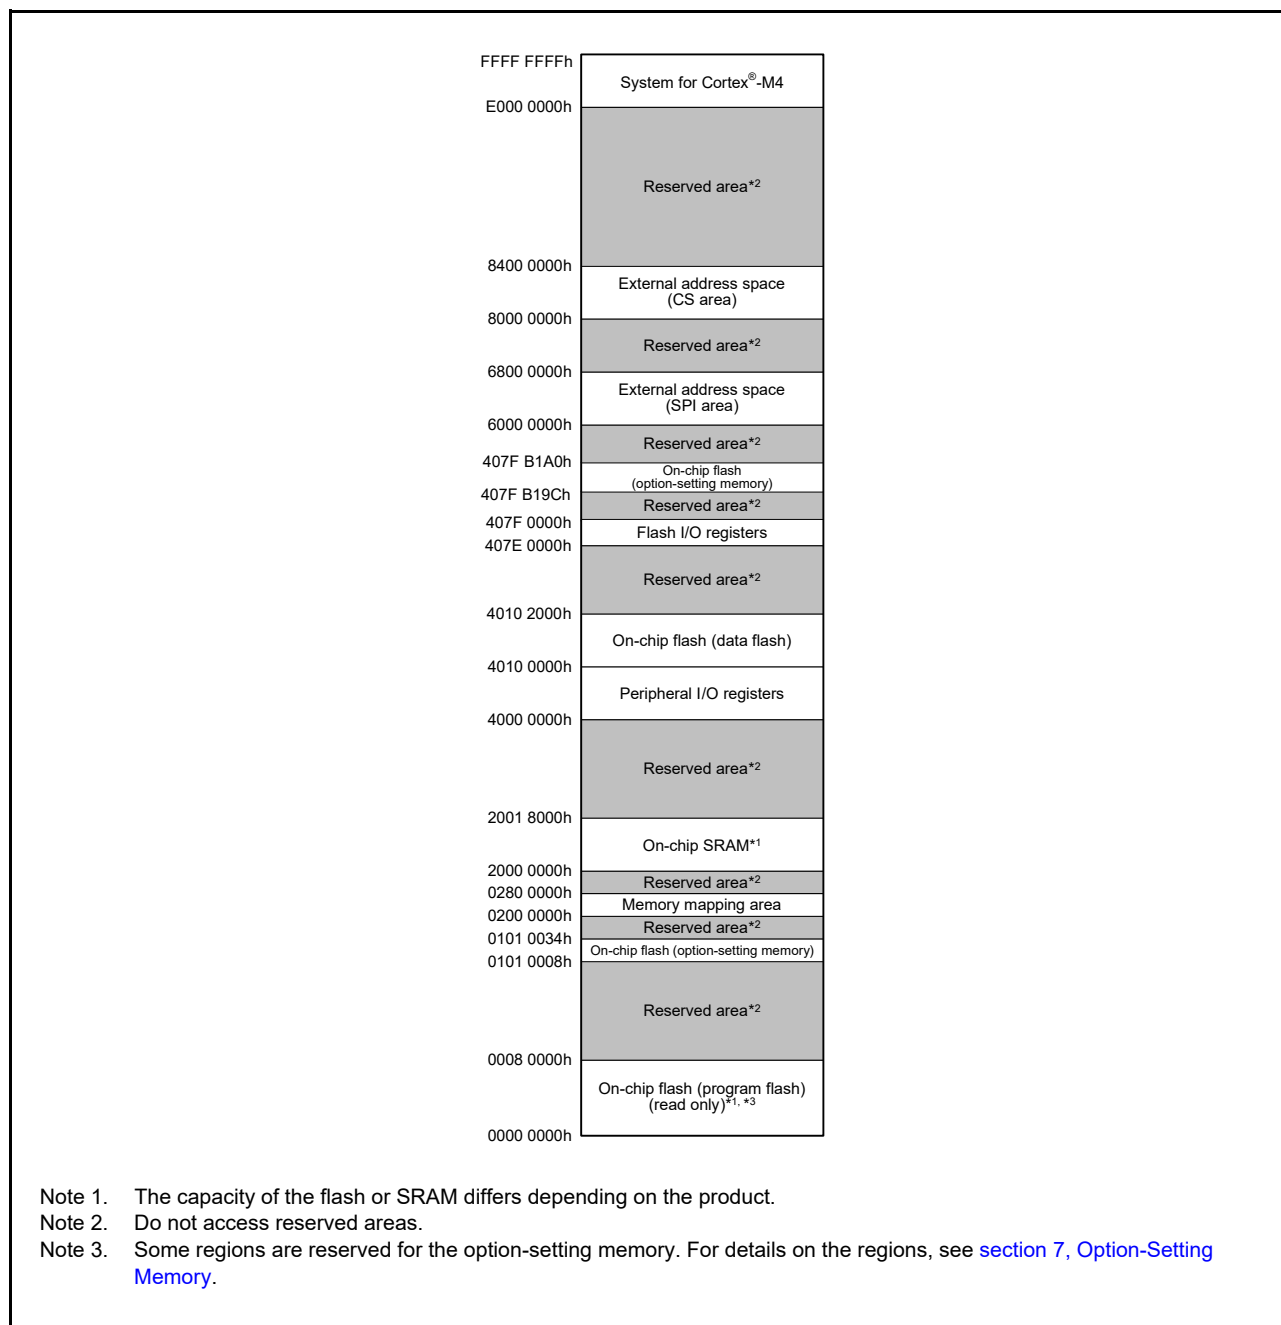 FFFF FFFFh
System for Cortex®-M4
E000 0000h
Reserved area*2
8400 0000h
External address space
(CS area)
8000 0000h
Reserved area*2
6800 0000h
External address space
(SPI area)
6000 0000h
Reserved area*2
407F B1A0h
On-chip flash
(option-setting memory)
407F B19Ch
Reserved area*2
407F 0000h
Flash I/O registers
407E 0000h
Reserved area*2
4010 2000h
On-chip flash (data flash)
4010 0000h
Peripheral I/O registers
4000 0000h
Reserved area*2
2001 8000h
On-chip SRAM*1
2000 0000h
Reserved area*2
0280 0000h
Memory mapping area
0200 0000h
Reserved area*2
0101 0034h
On-chip flash (option-setting memory)
0101 0008h
Reserved area*2
0008 0000h
On-chip flash (program flash)
(read only)*1, *3
0000 0000h
Note 1. The capacity of the flash or SRAM differs depending on the product.
Note 2. Do not access reserved areas.
Note 3. Some regions are reserved for the option-setting memory. For details on the regions, see section 7, Option-Setting
Memory.